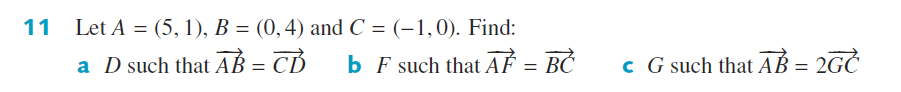 11 Let A = (5, 1), B = (0, 4) and C = (−1, 0). Find:
a D such that $\overrightarrow{AB}$ = $\overrightarrow{CD}$ b F such that $\overrightarrow{AF}$ = $\overrightarrow{BC}$ c G such that $\overrightarrow{AB}$ = 2$\overrightarrow{GC}$